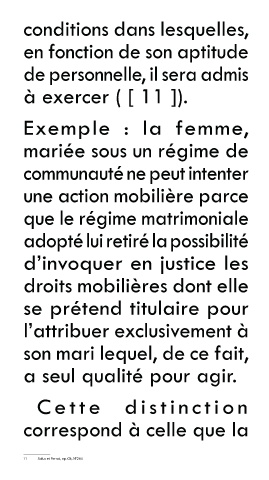 conditions dans lesquelles,
en fonction de son aptitude
de personnelle, il sera admis
à exercer ( [ 11 ]).
Exemple : la femme,
mariée sous un régime de
communauté ne peut intenter
une action mobilière parce
que le régime matrimoniale
adopté lui retiré la possibilité
d’invoquer en justice les
droits mobilières dont elle
se prétend titulaire pour
l’attribuer exclusivement à
son mari lequel, de ce fait,
a seul qualité pour agir.
Cette distinction
correspond à celle que la
11